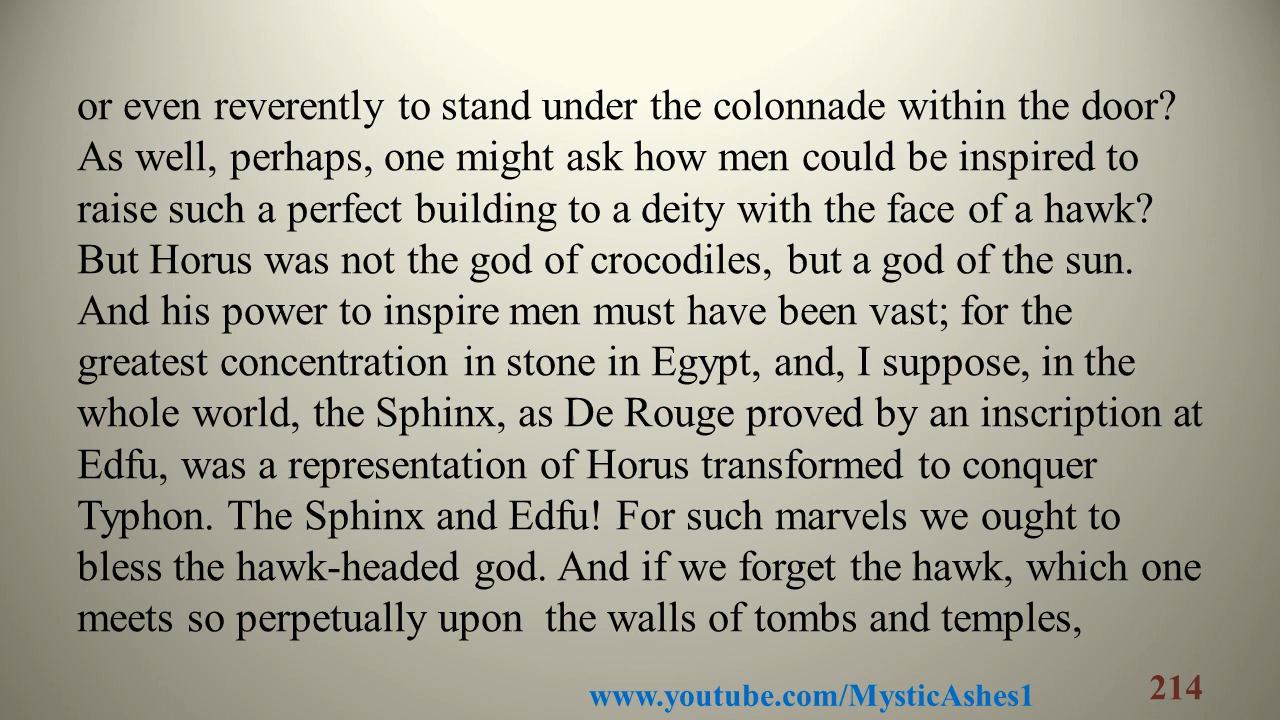 or even reverently to stand under the colonnade within the door?
As well, perhaps, one might ask how men could be inspired to
raise such a perfect building to a deity with the face of a hawk?
But Horus was not the god of crocodiles, but a god of the sun.
And his power to inspire men must have been vast; for the
greatest concentration in stone in Egypt, and, I suppose, in the
whole world, the Sphinx, as De Rouge proved by an inscription at
Edfu, was a representation of Horus transformed to conquer
Typhon. The Sphinx and Edfu! For such marvels we ought to
bless the hawk-headed god. And if we forget the hawk, which one
meets so perpetually upon the walls of tombs and temples,
www.youtube.com/MysticAshes1
214